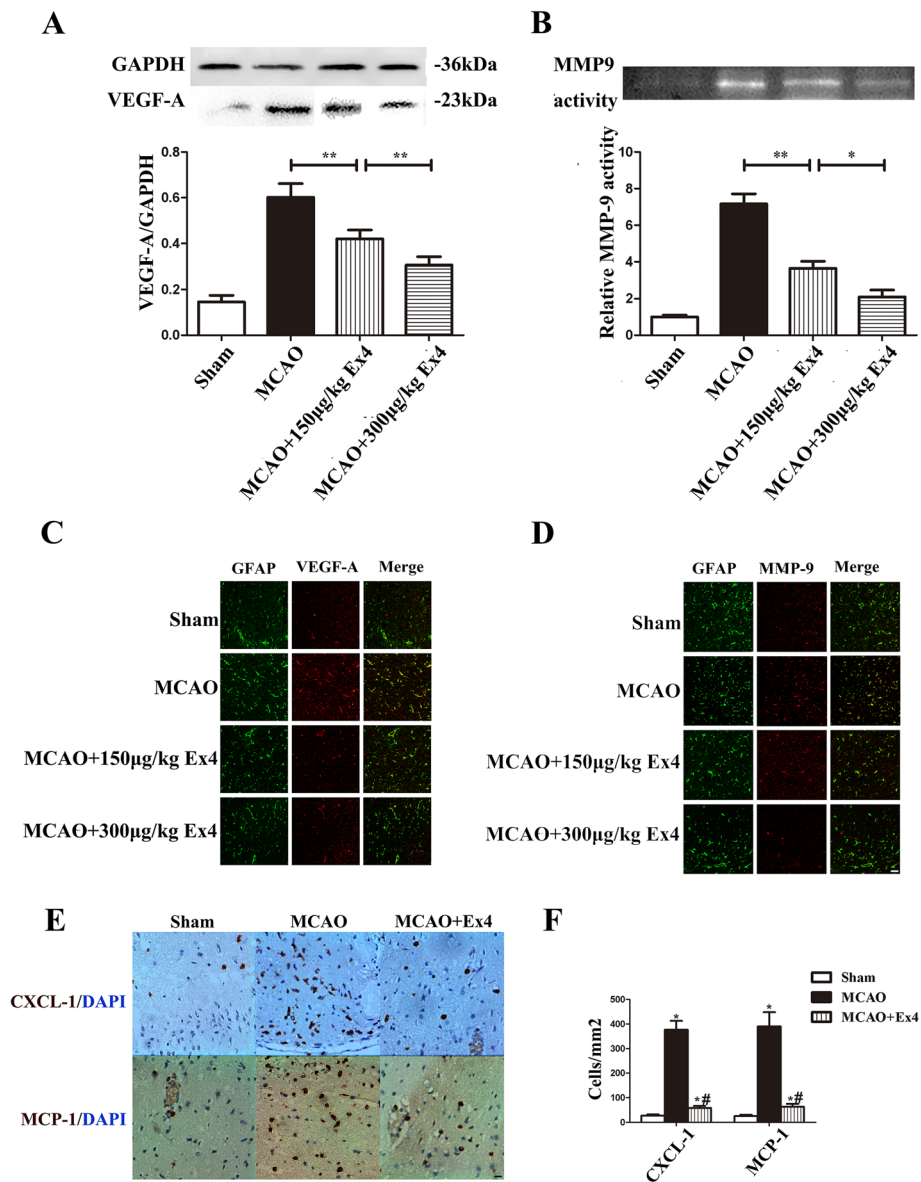 A
GAPDH
-36kDa
VEGF-A
-23kDa
VEGF-A/GAPDH
0.8
0.6
0.4
0.2
0.0
**
**
Sham
MCAO
MCAO+150μg/kg Ex4
MCAO+300μg/kg Ex4
B
MMP9
activity
Relative MMP-9 activity
10
8
6
4
2
0
**
*
Sham
MCAO
MCAO+150μg/kg Ex4
MCAO+300μg/kg Ex4
C
GFAP VEGF-A Merge
Sham
MCAO
MCAO+150μg/kg Ex4
MCAO+300μg/kg Ex4
D
GFAP MMP-9 Merge
Sham
MCAO
MCAO+150μg/kg Ex4
MCAO+300μg/kg Ex4
E
Sham MCAO MCAO+Ex4
CXCL-1/DAPI
MCP-1/DAPI
F
Sham
MCAO
MCAO+Ex4
Cells/mm2
500
400
300
200
100
0
*
*#
*
*#
CXCL-1
MCP-1